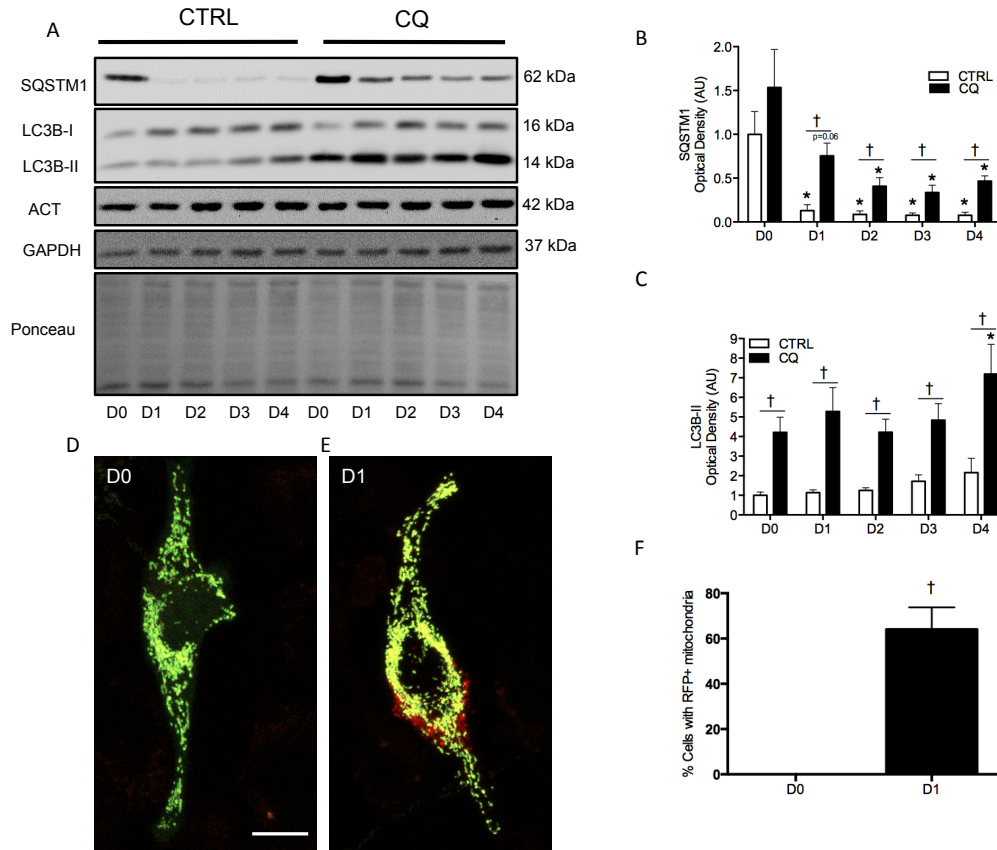 A
CTRL CQ
SQSTM1 62 kDa
LC3B-I 16 kDa
LC3B-II 14 kDa
ACT 42 kDa
GAPDH 37 kDa
Ponceau
D0 D1 D2 D3 D4 D0 D1 D2 D3 D4
B
SQSTM1
Optical Density (AU)
2.0
1.5
1.0
0.5
0.0
CTRL
CQ
† † † †
p=0.06
* * * * * * *
D0 D1 D2 D3 D4
C
LC3B-II
Optical Density (AU)
9
8
7
6
5
4
3
2
1
0
CTRL
CQ
† † † † †
*
D0 D1 D2 D3 D4
D
D0
E
D1
F
% Cells with RFP+ mitochondria
80
60
40
20
0
†
D0 D1